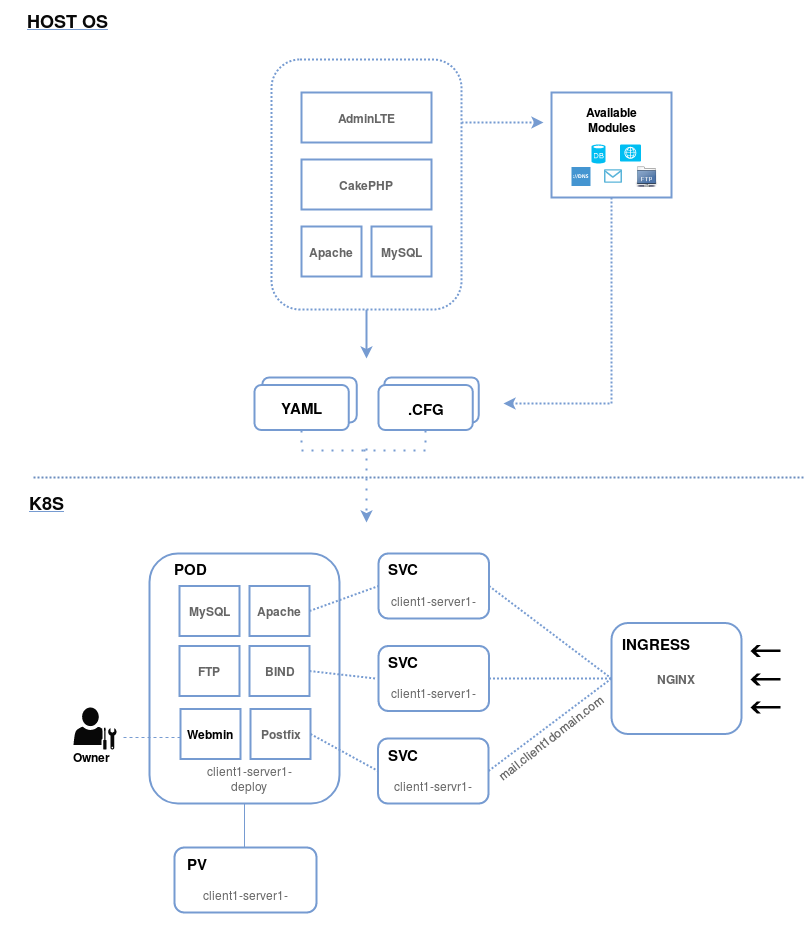 HOST OS
AdminLTE
CakePHP
Apache
MySQL
Available
Modules
DB
://DNS
FTP
YAML
.CFG
K8S
POD
MySQL
Apache
FTP
BIND
Webmin
Postfix
client1-server1-
deploy
Owner
SVC
client1-server1-
SVC
client1-server1-
SVC
client1-servr1-
mail.client1domain.com
INGRESS
NGINX
PV
client1-server1-